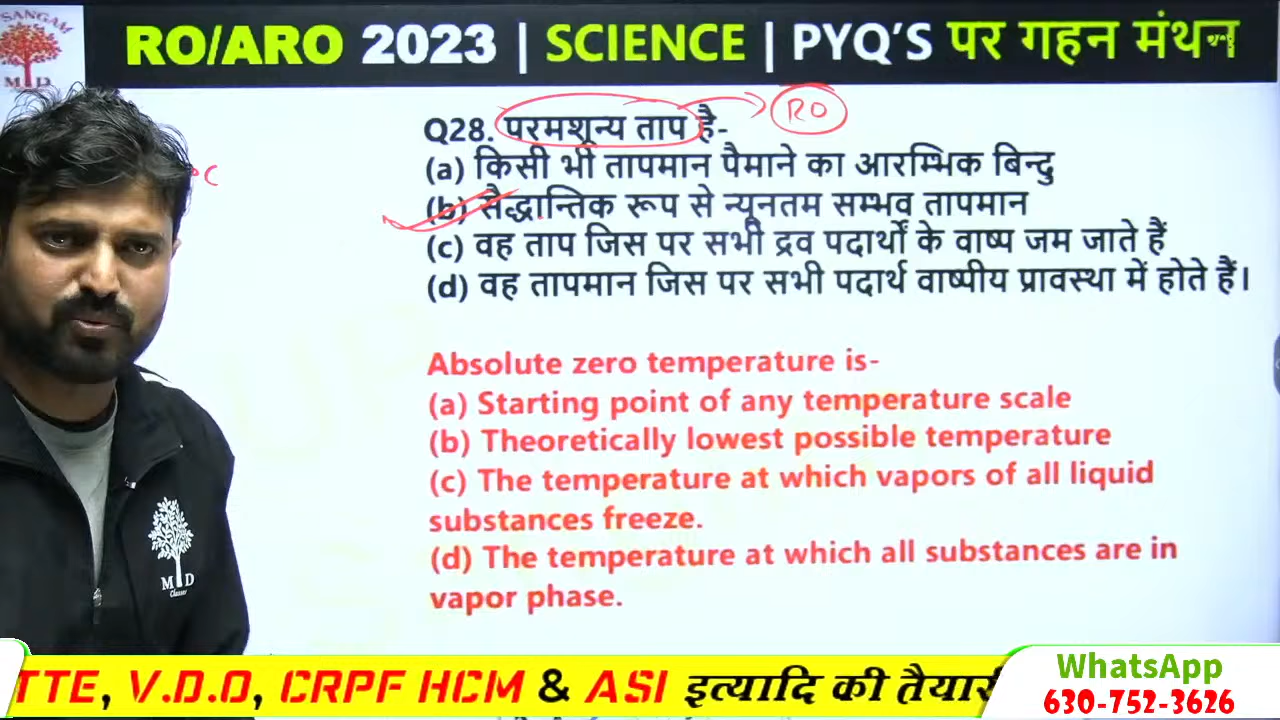 SANGAM
M D
RO/ARO 2023 | SCIENCE | PYQ'S पर गहन मंथन
Q28. परमशून्य ताप है-
RO
(a) किसी भी तापमान पैमाने का आरम्भिक बिन्दु
°C
(b) सैद्धान्तिक रूप से न्यूनतम सम्भव तापमान
(c) वह ताप जिस पर सभी द्रव पदार्थों के वाष्प जम जाते हैं
(d) वह तापमान जिस पर सभी पदार्थ वाष्पीय प्रावस्था में होते हैं।
Absolute zero temperature is-
(a) Starting point of any temperature scale
(b) Theoretically lowest possible temperature
(c) The temperature at which vapors of all liquid
substances freeze.
(d) The temperature at which all substances are in
vapor phase.
M D
Classes
TTE, V.D.O, CRPF HCM & ASI इत्यादि की तैयारी
WhatsApp
630-752-3626